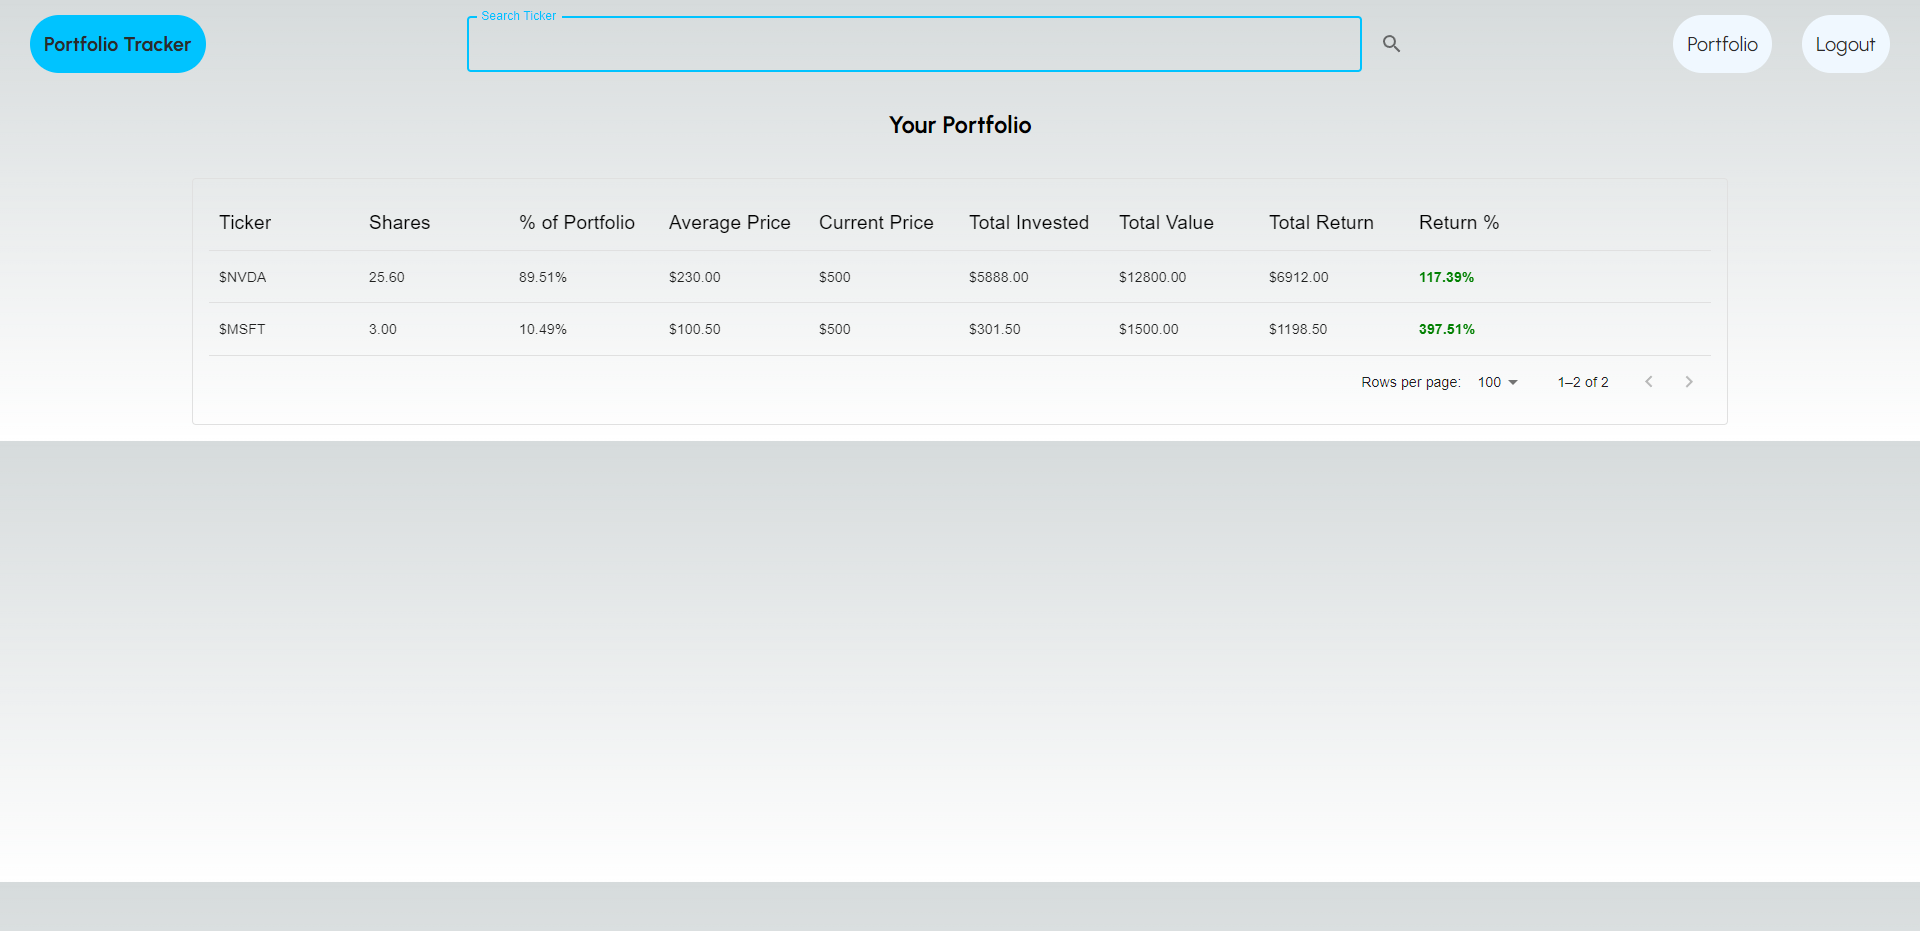 Portfolio Tracker
Search Ticker
Portfolio
Logout
Your Portfolio
Ticker Shares % of Portfolio Average Price Current Price Total Invested Total Value Total Return Return %
$NVDA 25.60 89.51% $230.00 $500 $5888.00 $12800.00 $6912.00 117.39%
$MSFT 3.00 10.49% $100.50 $500 $301.50 $1500.00 $1198.50 397.51%
Rows per page: 100 1–2 of 2